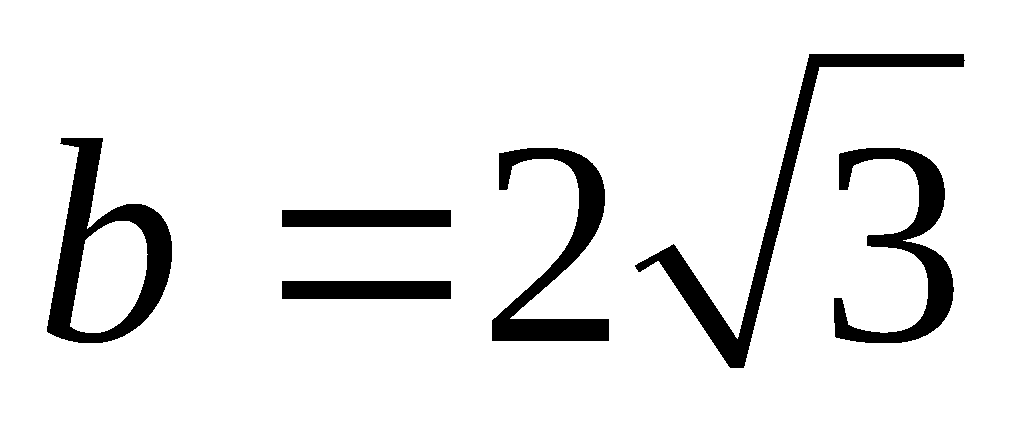 b = 2√3